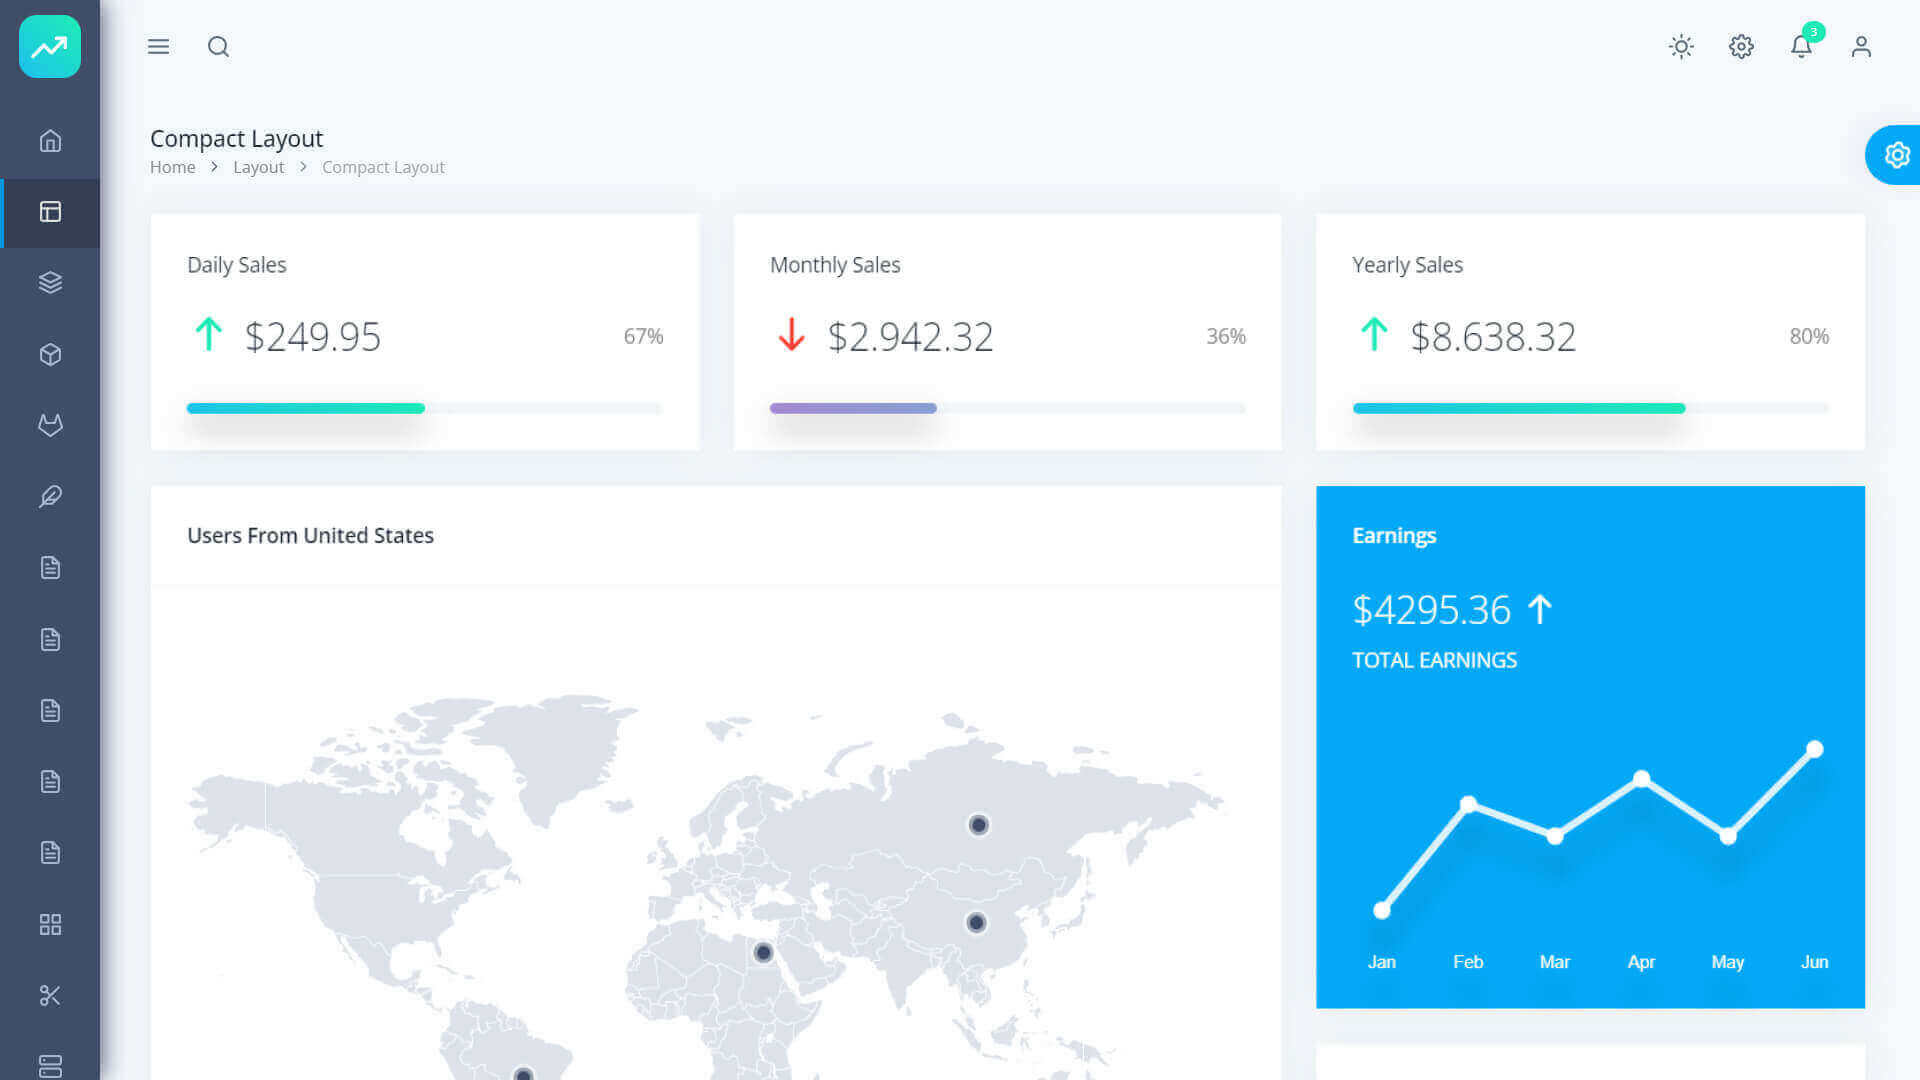 3
Compact Layout
Home > Layout > Compact Layout
Daily Sales
$249.95
67%
Monthly Sales
$2.942.32
36%
Yearly Sales
$8.638.32
80%
Users From United States
Earnings
$4295.36
TOTAL EARNINGS
Jan Feb Mar Apr May Jun